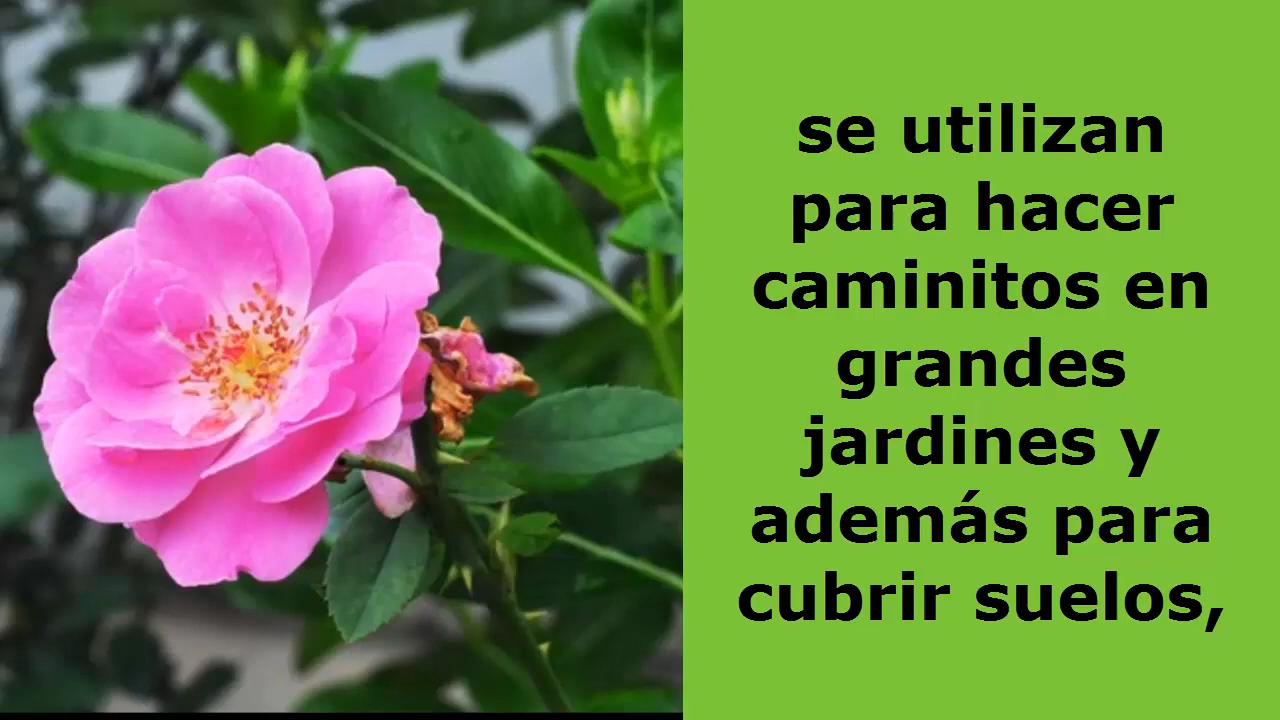 se utilizan
para hacer
caminitos en
grandes
jardines y
además para
cubrir suelos,